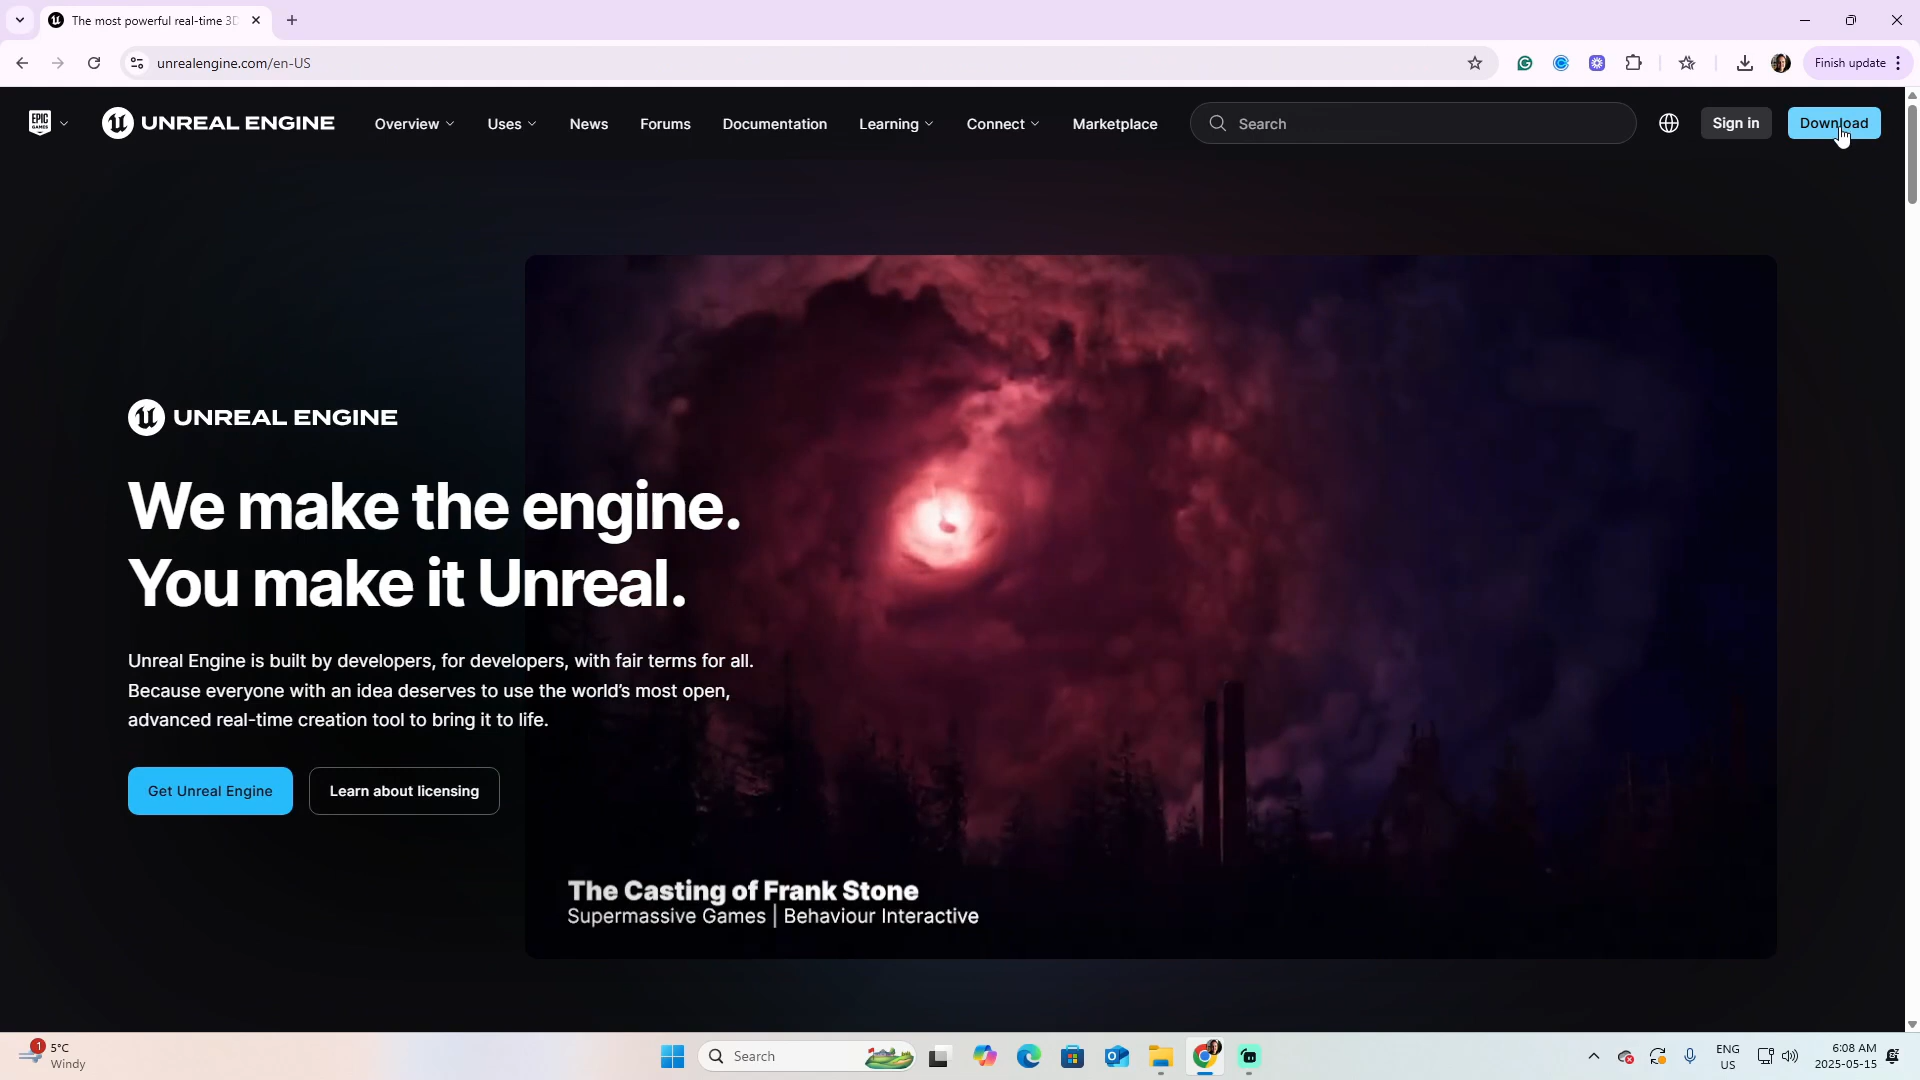 The most powerful real-time 3D
unrealengine.com/en-US
Finish update
EPIC GAMES
UNREAL ENGINE
Overview
Uses
News
Forums
Documentation
Learning
Connect
Marketplace
Search
Sign in
Download
UNREAL ENGINE
We make the engine.
You make it Unreal.
Unreal Engine is built by developers, for developers, with fair terms for all.
Because everyone with an idea deserves to use the world's most open,
advanced real-time creation tool to bring it to life.
Get Unreal Engine
Learn about licensing
The Casting of Frank Stone
Supermassive Games | Behaviour Interactive
1
5°C
Windy
Search
ENG
US
6:08 AM
2025-05-15